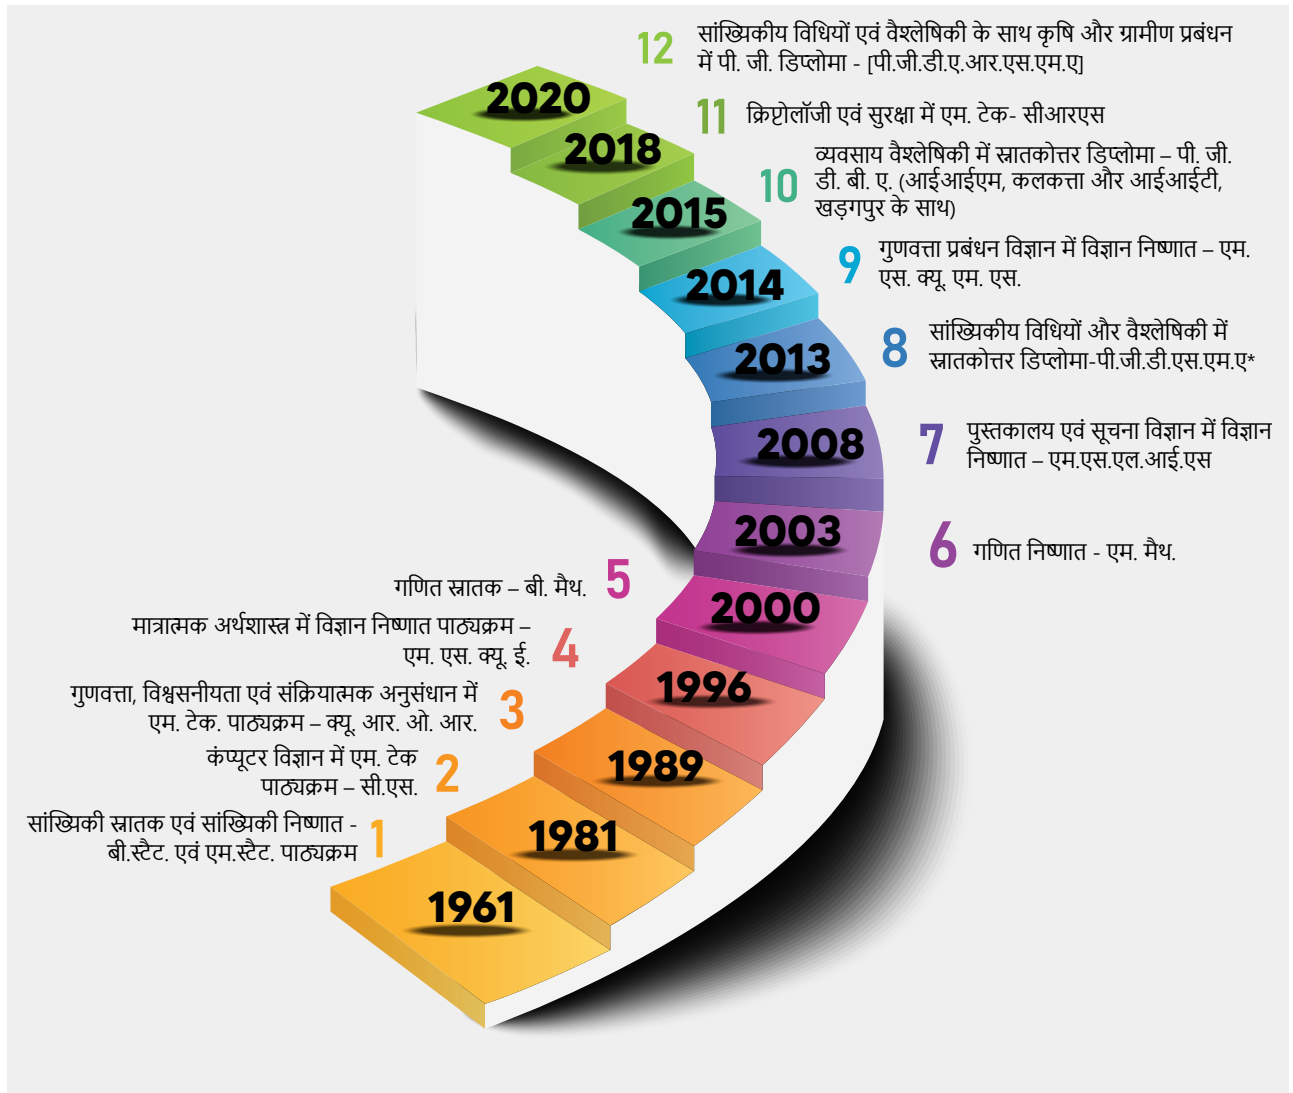 12
सांख्यिकीय विधियों एवं वैश्लेषिकी के साथ कृषि और ग्रामीण प्रबंधन
में पी. जी. डिप्लोमा - [पी.जी.डी.ए.आर.एस.एम.ए]
2020
11
क्रिप्टोलॉजी एवं सुरक्षा में एम. टेक- सीआरएस
2018
10
व्यवसाय वैश्लेषिकी में स्नातकोत्तर डिप्लोमा – पी. जी.
डी. बी. ए. (आईआईएम, कलकत्ता और आईआईटी,
खड़गपुर के साथ)
2015
9
गुणवत्ता प्रबंधन विज्ञान में विज्ञान निष्णात – एम.
एस. क्यू. एम. एस.
2014
8
सांख्यिकीय विधियों और वैश्लेषिकी में
स्नातकोत्तर डिप्लोमा-पी.जी.डी.एस.एम.ए*
2013
7
पुस्तकालय एवं सूचना विज्ञान में विज्ञान
निष्णात – एम.एस.एल.आई.एस
2008
6
गणित निष्णात - एम. मैथ.
2003
गणित स्नातक – बी. मैथ.
5
2000
मात्रात्मक अर्थशास्त्र में विज्ञान निष्णात पाठ्यक्रम –
एम. एस. क्यू. ई.
4
1996
गुणवत्ता, विश्वसनीयता एवं संक्रियात्मक अनुसंधान में
एम. टेक. पाठ्यक्रम – क्यू. आर. ओ. आर.
3
1989
कंप्यूटर विज्ञान में एम. टेक
पाठ्यक्रम – सी.एस.
2
1981
सांख्यिकी स्नातक एवं सांख्यिकी निष्णात -
बी.स्टैट. एवं एम.स्टैट. पाठ्यक्रम
1
1961